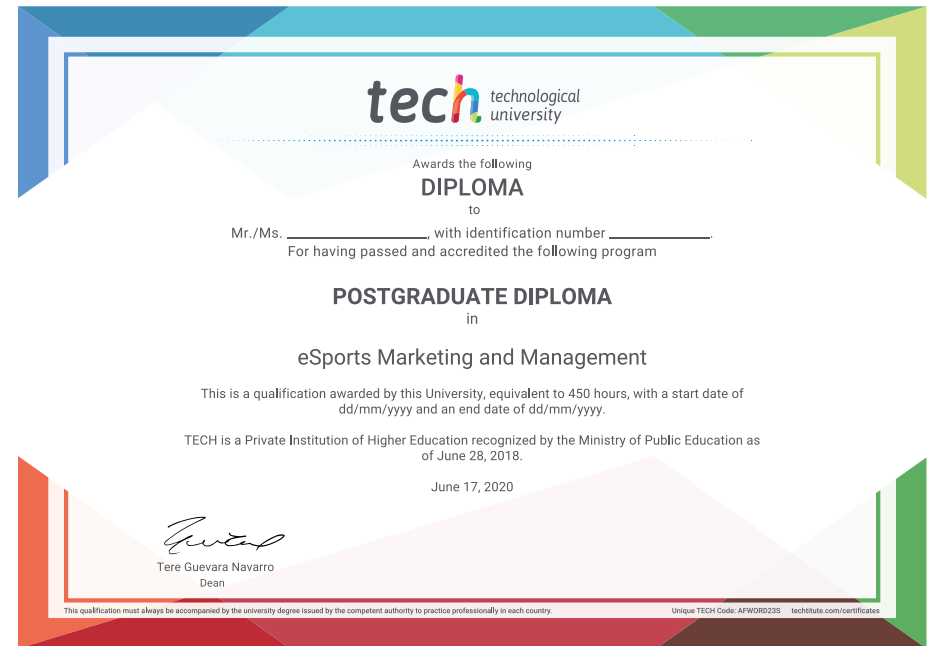 tech technological
university
Awards the following
DIPLOMA
to
Mr./Ms. ____________, with identification number ____________.
For having passed and accredited the following program
POSTGRADUATE DIPLOMA
in
eSports Marketing and Management
This is a qualification awarded by this University, equivalent to 450 hours, with a start date of
dd/mm/yyyy and an end date of dd/mm/yyyy.
TECH is a Private Institution of Higher Education recognized by the Ministry of Public Education as
of June 28, 2018.
June 17, 2020
Tere Guevara Navarro
Dean
This qualification must always be accompanied by the university degree issued by the competent authority to practice professionally in each country. Unique TECH Code: AFWORD23S techtitute.com/certificates